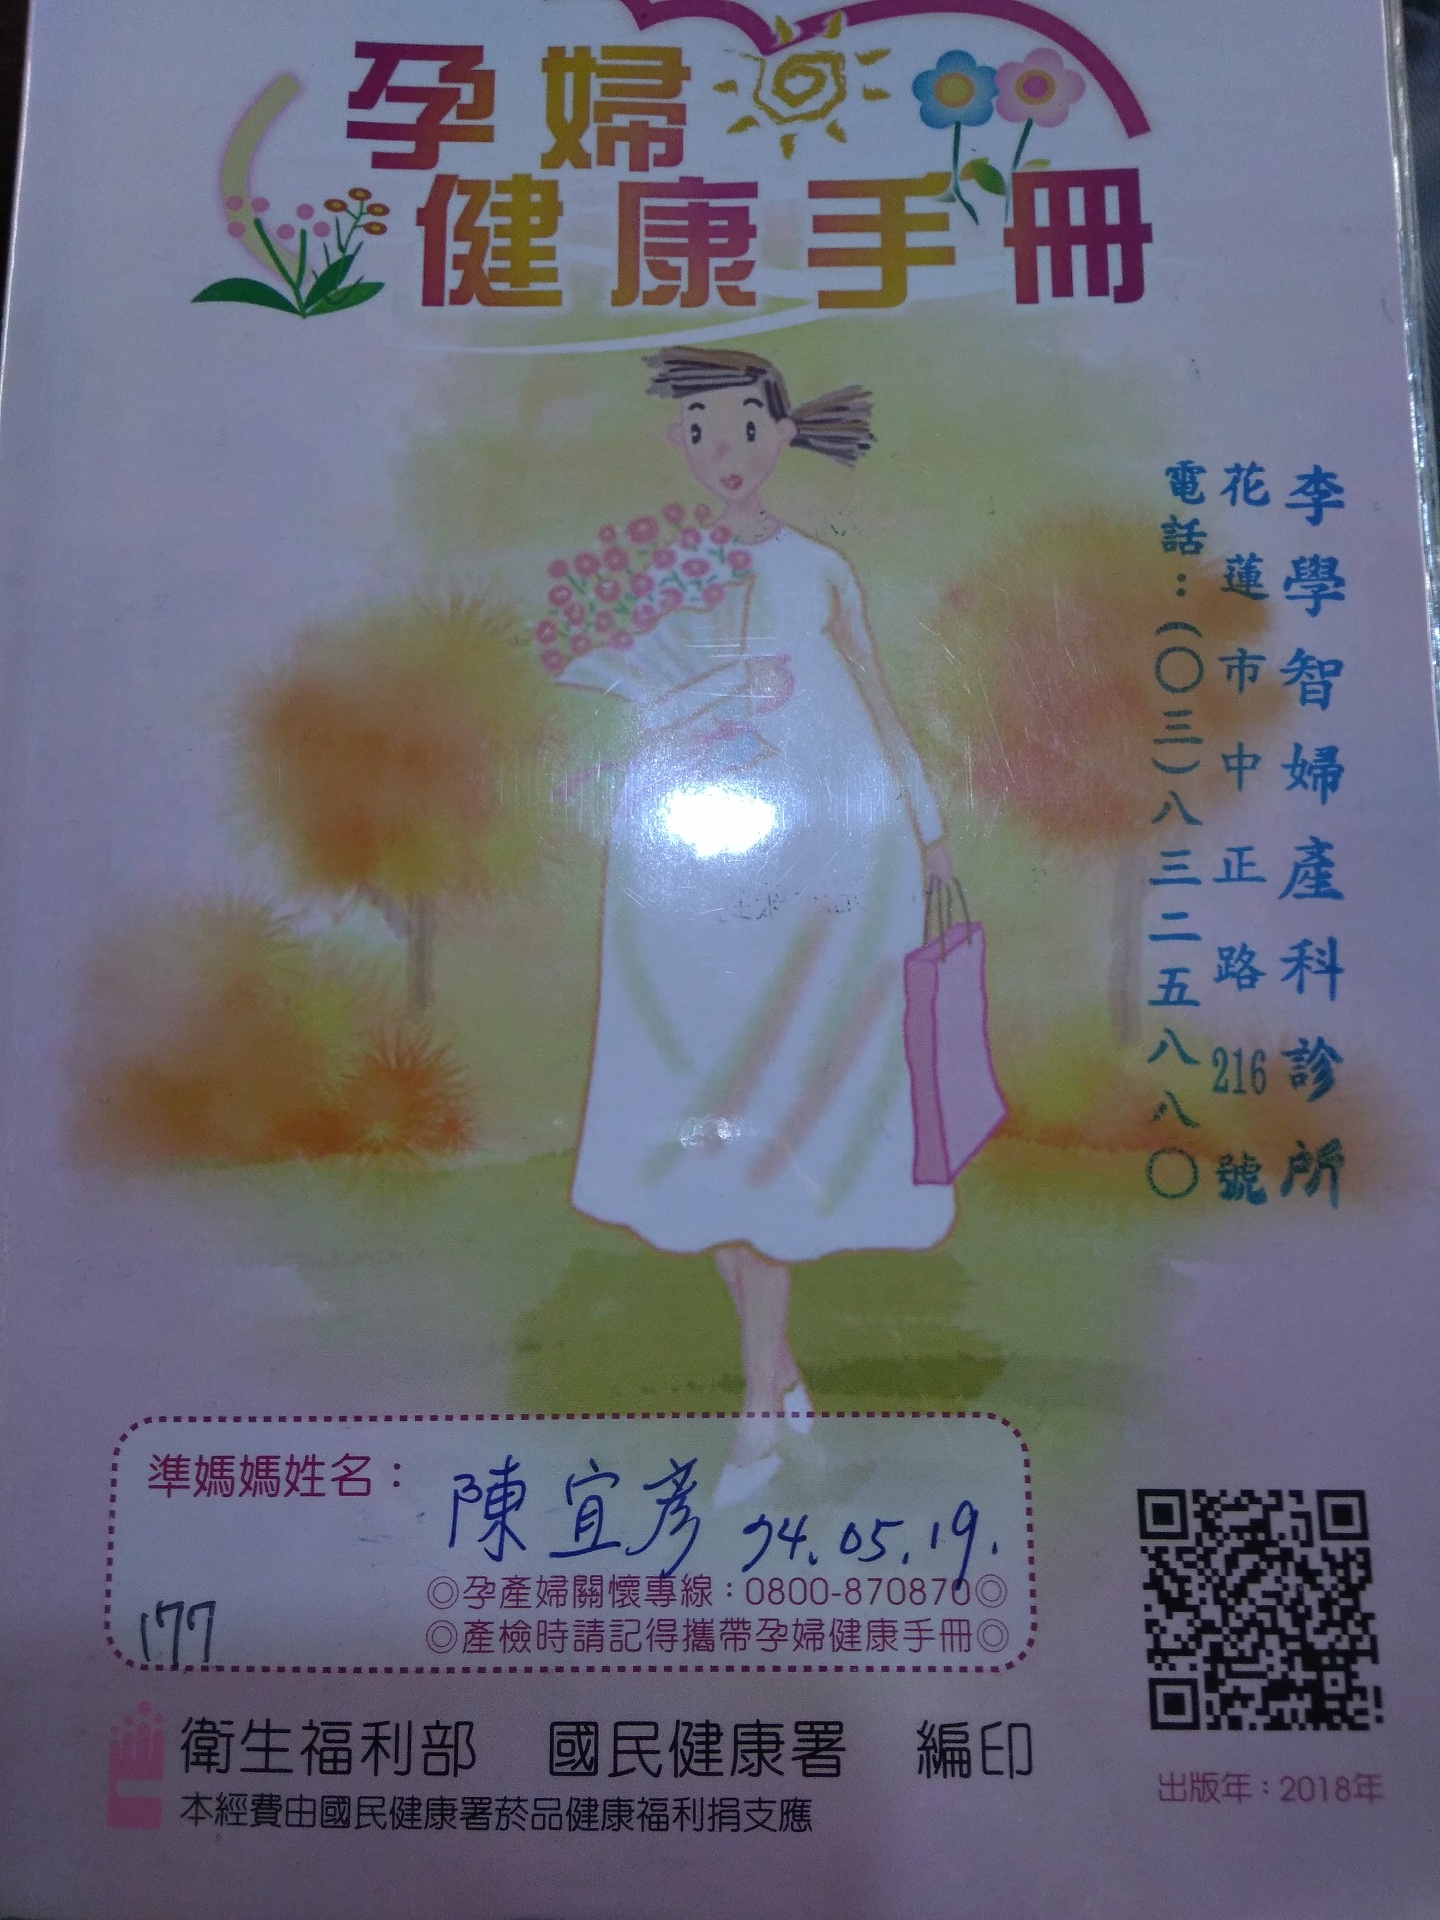 孕婦
健康手冊
李學智婦產科診所
花蓮市中正路216號
電話：(〇三)八三二五八八〇
準媽媽姓名：陳宜彥 74.05.19.
◎孕產婦關懷專線：0800-870870◎
◎產檢時請記得攜帶孕婦健康手冊◎
177
衛生福利部 國民健康署 編印
本經費由國民健康署菸品健康福利捐支應
出版年：2018年